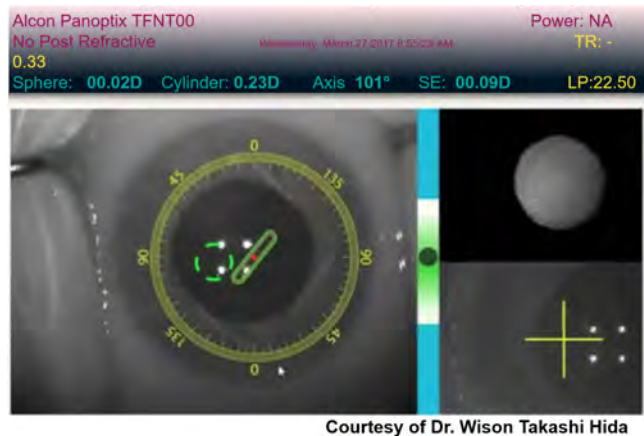 Alcon Panoptix TFNT00 Power: NA
No Post Refractive TR: -
0.33
Sphere: 00.02D Cylinder: 0.23D Axis 101° SE: 00.09D LP:22.50
0
45 135
90 90
135 45
0
Courtesy of Dr. Wison Takashi Hida